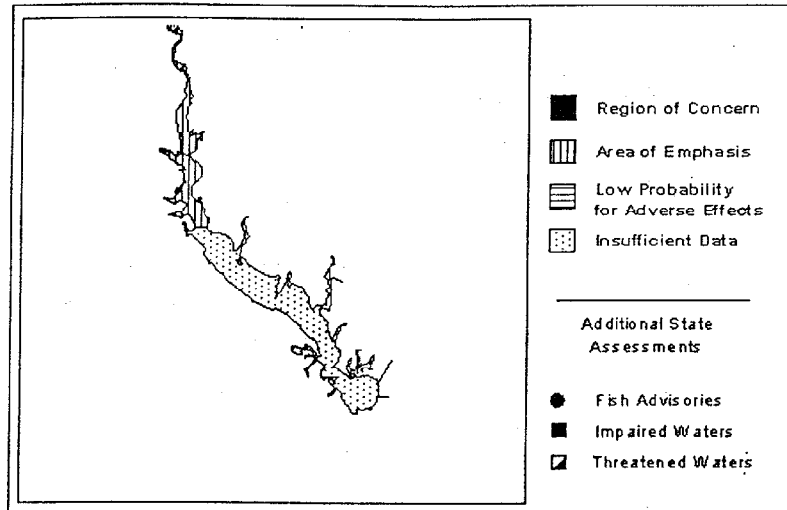 Region of Concern
Area of Emphasis
Low Probability
for Adverse Effects
Insufficient Data
Additional State
Assessments
Fish Advisories
Impaired Waters
Threatened Waters